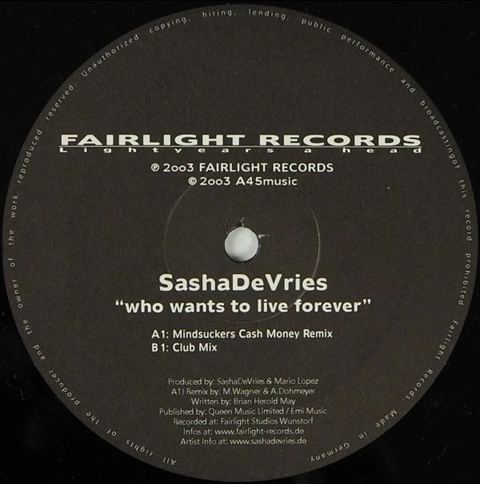 FAIRLIGHT RECORDS
Lightyears ahead
℗ 2003 FAIRLIGHT RECORDS
© 2003 A45music
SashaDeVries
“who wants to live forever”
A1: Mindsuckers Cash Money Remix
B1: Club Mix
Produced by: SashaDeVries & Mario Lopez
A1) Remix by: M.Wagner & A.Dohmeyer
Written by: Brian Herold May
Published by: Queen Music Limited / Emi Music
Recorded at: Fairlight Studios Wunstorf
Infos at: www.fairlight-records.de
Artist Info at: www.sashadevries.de
All rights of the producer and the owner of the work reproduced reserved Unauthorized copying, hiring, lending, public performance and broadcastingof this record prohibited Fairlight Records Made in Germany